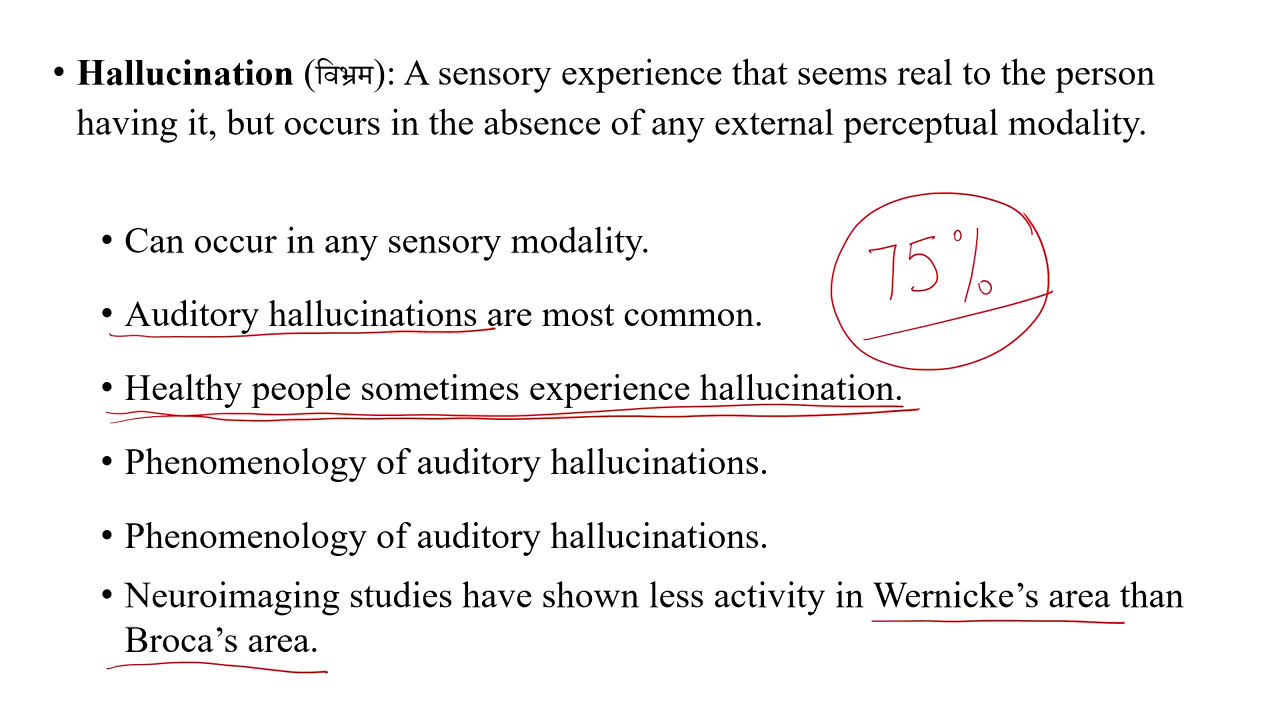 • Hallucination (विभ्रम): A sensory experience that seems real to the person
having it, but occurs in the absence of any external perceptual modality.
• Can occur in any sensory modality.
75%
• Auditory hallucinations are most common.
• Healthy people sometimes experience hallucination.
• Phenomenology of auditory hallucinations.
• Phenomenology of auditory hallucinations.
• Neuroimaging studies have shown less activity in Wernicke’s area than
Broca’s area.